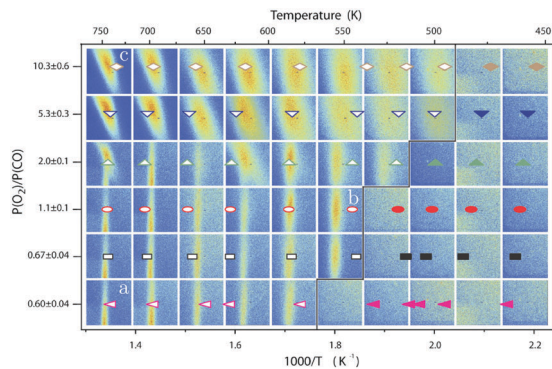 Temperature (K)
750 700 650 600 550 500 450
P(O₂)/P(CO)
c
10.3±0.6
5.3±0.3
2.0±0.1
b
1.1±0.1
0.67±0.04
a
0.60±0.04
1.4 1.6 1.8 2.0 2.2
1000/T (K⁻¹)